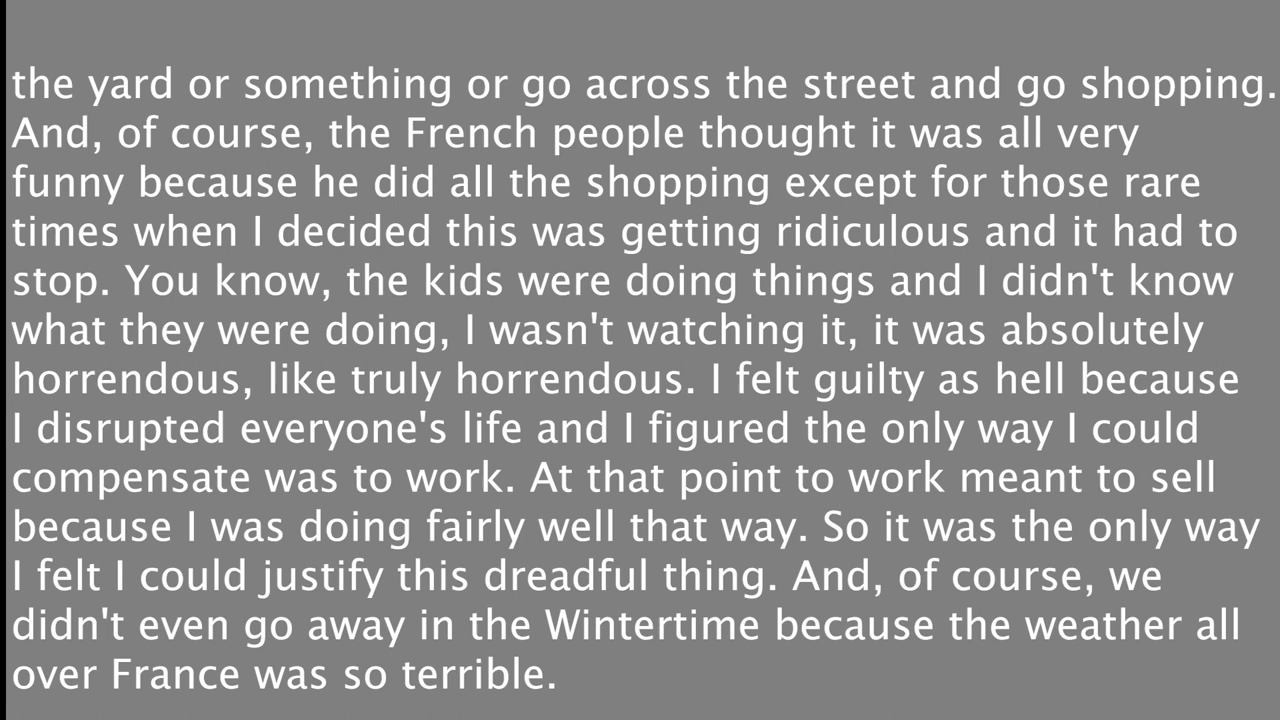 the yard or something or go across the street and go shopping.
And, of course, the French people thought it was all very
funny because he did all the shopping except for those rare
times when I decided this was getting ridiculous and it had to
stop. You know, the kids were doing things and I didn't know
what they were doing, I wasn't watching it, it was absolutely
horrendous, like truly horrendous. I felt guilty as hell because
I disrupted everyone's life and I figured the only way I could
compensate was to work. At that point to work meant to sell
because I was doing fairly well that way. So it was the only way
I felt I could justify this dreadful thing. And, of course, we
didn't even go away in the Wintertime because the weather all
over France was so terrible.